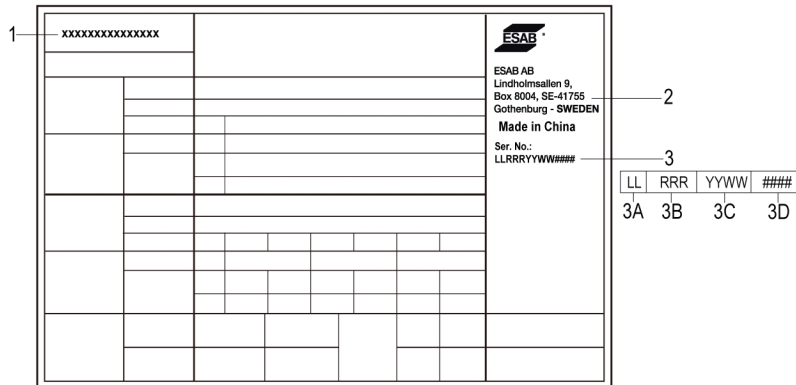 1
xxxxxxxxxxxxxxx
ESAB
ESAB AB
Lindholmsallen 9,
Box 8004, SE-41755
Gothenburg - SWEDEN
2
Made in China
Ser. No.:
LLRRRYYWW####
3
LL RRR YYWW ####
3A 3B 3C 3D